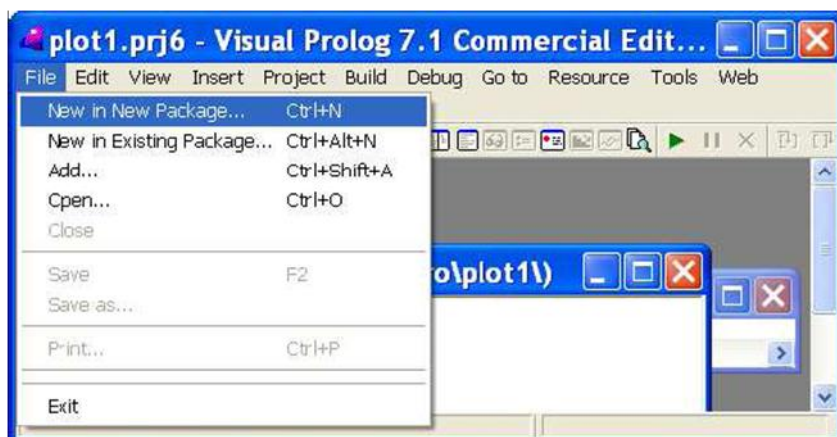 plot1.prj6 - Visual Prolog 7.1 Commercial Edit...
File Edit View Insert Project Build Debug Go to Resource Tools Web
New in New Package... Ctrl+N
New in Existing Package... Ctrl+Alt+N
Add... Ctrl+Shift+A
Open... Ctrl+O
Close
Save F2
Save as...
Print... Ctrl+P
Exit
o\plot1\)